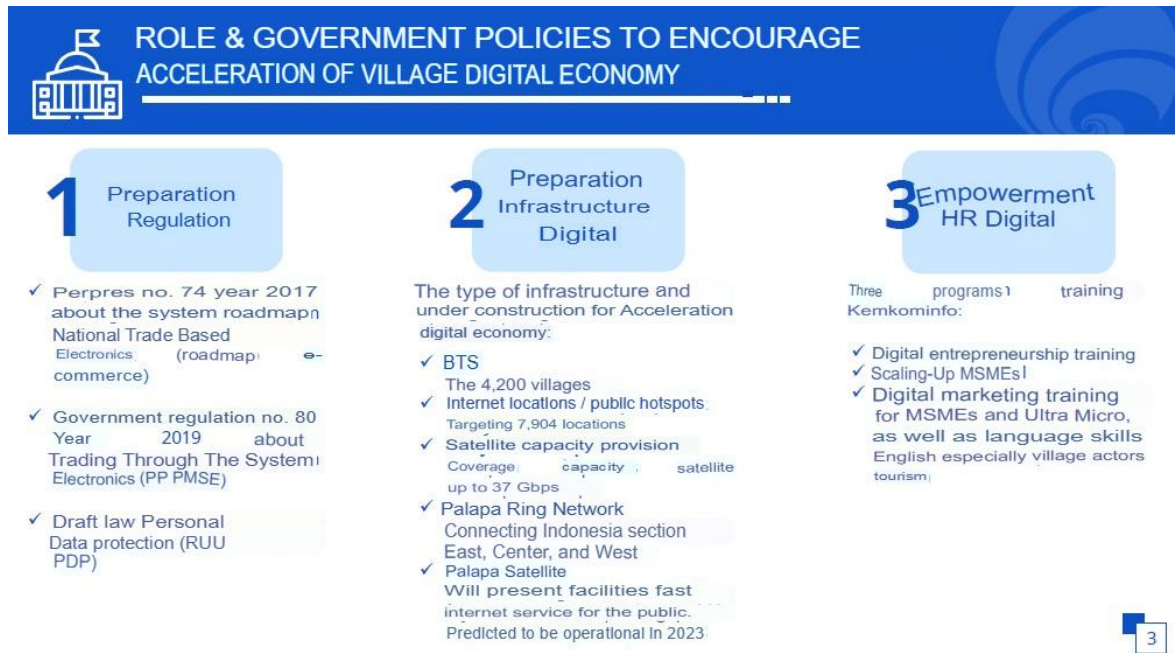 ROLE & GOVERNMENT POLICIES TO ENCOURAGE
ACCELERATION OF VILLAGE DIGITAL ECONOMY
1
Preparation
Regulation
✓ Perpres no. 74 year 2017
about the system roadmap
National Trade Based
Electronics (roadmap e-
commerce)
✓ Government regulation no. 80
Year 2019 about
Trading Through The System
Electronics (PP PMSE)
✓ Draft law Personal
Data protection (RUU
PDP)
2
Preparation
Infrastructure
Digital
The type of infrastructure and
under construction for Acceleration
digital economy:
✓ BTS
The 4,200 villages
✓ Internet locations / public hotspots
Targeting 7,904 locations
✓ Satellite capacity provision
Coverage capacity satellite
up to 37 Gbps
✓ Palapa Ring Network
Connecting Indonesia section
East, Center, and West
✓ Palapa Satellite
Will present facilities fast
internet service for the public.
Predicted to be operational in 2023
3
Empowerment
HR Digital
Three programs training
Kemkominfo:
✓ Digital entrepreneurship training
✓ Scaling-Up MSMEs
✓ Digital marketing training
for MSMEs and Ultra Micro,
as well as language skills
English especially village actors
tourism
3